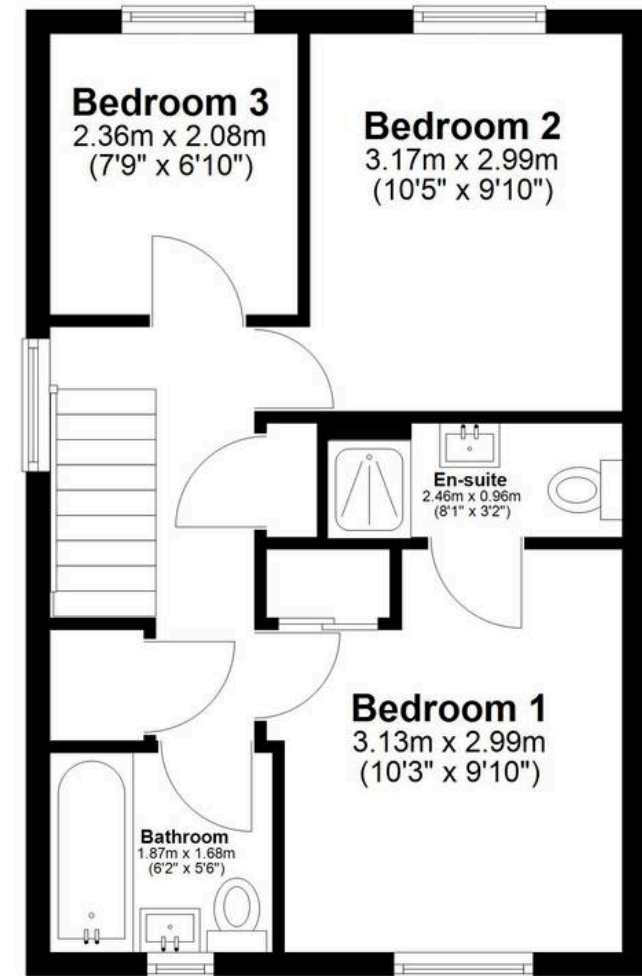 Bedroom 3
2.36m x 2.08m
(7'9" x 6'10")
Bedroom 2
3.17m x 2.99m
(10'5" x 9'10")
En-suite
2.46m x 0.96m
(8'1" x 3'2")
Bedroom 1
3.13m x 2.99m
(10'3" x 9'10")
Bathroom
1.87m x 1.68m
(6'2" x 5'6")